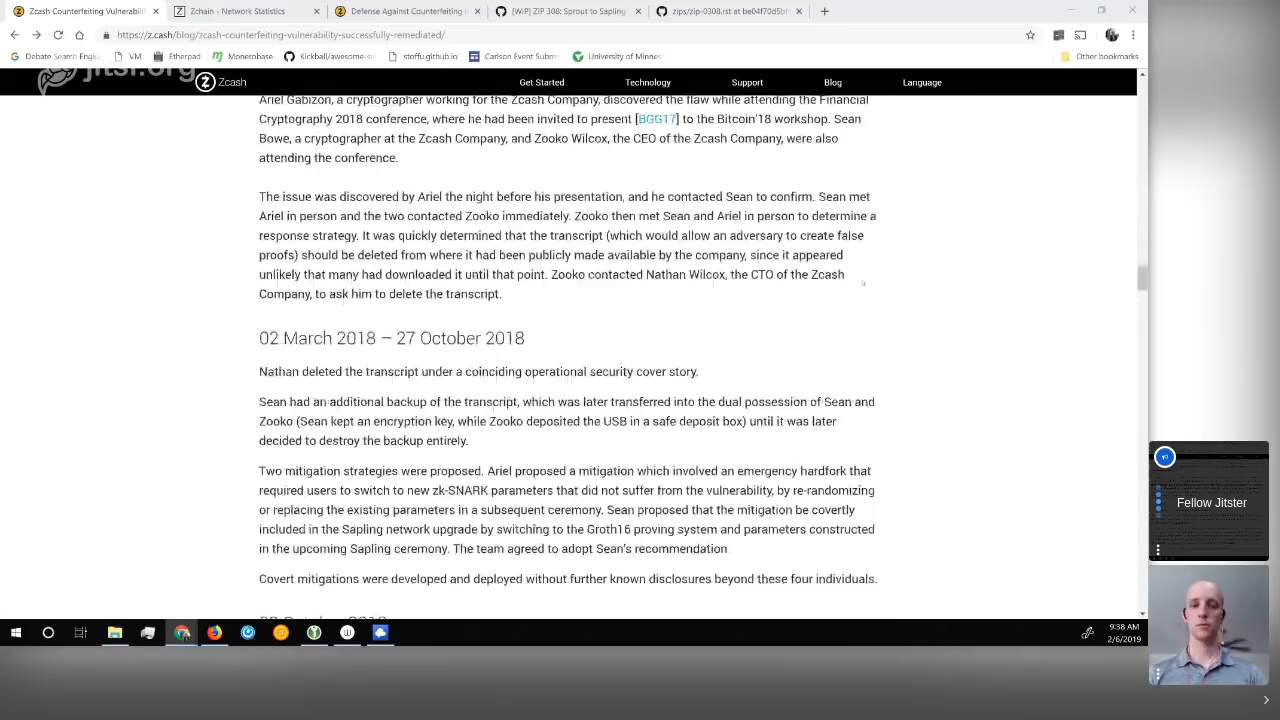 Zcash Counterfeiting Vulnerabili
Zchain - Network Statistics
Defense Against Counterfeiting i
[WIP] ZIP 308: Sprout to Sapling
zips/zip-0308.rst at be04f70d5bf
https://z.cash/blog/zcash-counterfeiting-vulnerability-successfully-remediated/
Debate Search Engin
VM
Etherpad
Monerobase
Kickball/awesome-se
stoffu.github.io
Carlson Event Subm
University of Minnes
Other bookmarks
jitsi.org
Zcash
Get Started
Technology
Support
Blog
Language
Ariel Gabizon, a cryptographer working for the Zcash Company, discovered the flaw while attending the Financial
Cryptography 2018 conference, where he had been invited to present [BGG17] to the Bitcoin'18 workshop. Sean
Bowe, a cryptographer at the Zcash Company, and Zooko Wilcox, the CEO of the Zcash Company, were also
attending the conference.
The issue was discovered by Ariel the night before his presentation, and he contacted Sean to confirm. Sean met
Ariel in person and the two contacted Zooko immediately. Zooko then met Sean and Ariel in person to determine a
response strategy. It was quickly determined that the transcript (which would allow an adversary to create false
proofs) should be deleted from where it had been publicly made available by the company, since it appeared
unlikely that many had downloaded it until that point. Zooko contacted Nathan Wilcox, the CTO of the Zcash
Company, to ask him to delete the transcript.
02 March 2018 – 27 October 2018
Nathan deleted the transcript under a coinciding operational security cover story.
Sean had an additional backup of the transcript, which was later transferred into the dual possession of Sean and
Zooko (Sean kept an encryption key, while Zooko deposited the USB in a safe deposit box) until it was later
decided to destroy the backup entirely.
Two mitigation strategies were proposed. Ariel proposed a mitigation which involved an emergency hardfork that
required users to switch to new zk-SNARK parameters that did not suffer from the vulnerability, by re-randomizing
or replacing the existing parameters in a subsequent ceremony. Sean proposed that the mitigation be covertly
included in the Sapling network upgrade by switching to the Groth16 proving system and parameters constructed
in the upcoming Sapling ceremony. The team agreed to adopt Sean's recommendation
Covert mitigations were developed and deployed without further known disclosures beyond these four individuals.
Fellow Jitster
9:38 AM
2/6/2019